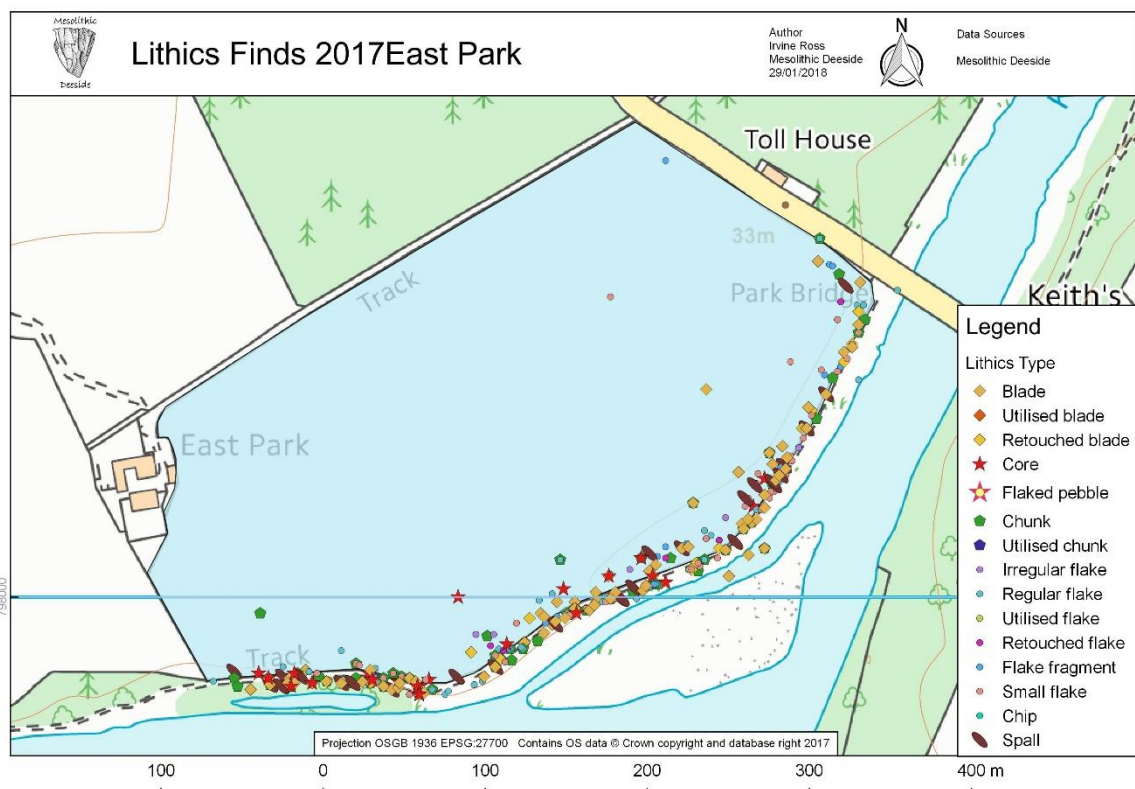 Mesolithic
Deeside
Lithics Finds 2017East Park
Author
Irvine Ross
Mesolithic Deeside
29/01/2018
N
Data Sources
Mesolithic Deeside
Toll House
33m
Track
Park Bridge
Keith's
East Park
Track
798000
Legend
Lithics Type
Blade
Utilised blade
Retouched blade
Core
Flaked pebble
Chunk
Utilised chunk
Irregular flake
Regular flake
Utilised flake
Retouched flake
Flake fragment
Small flake
Chip
Spall
Projection OSGB 1936 EPSG:27700 Contains OS data © Crown copyright and database right 2017
100 0 100 200 300 400 m